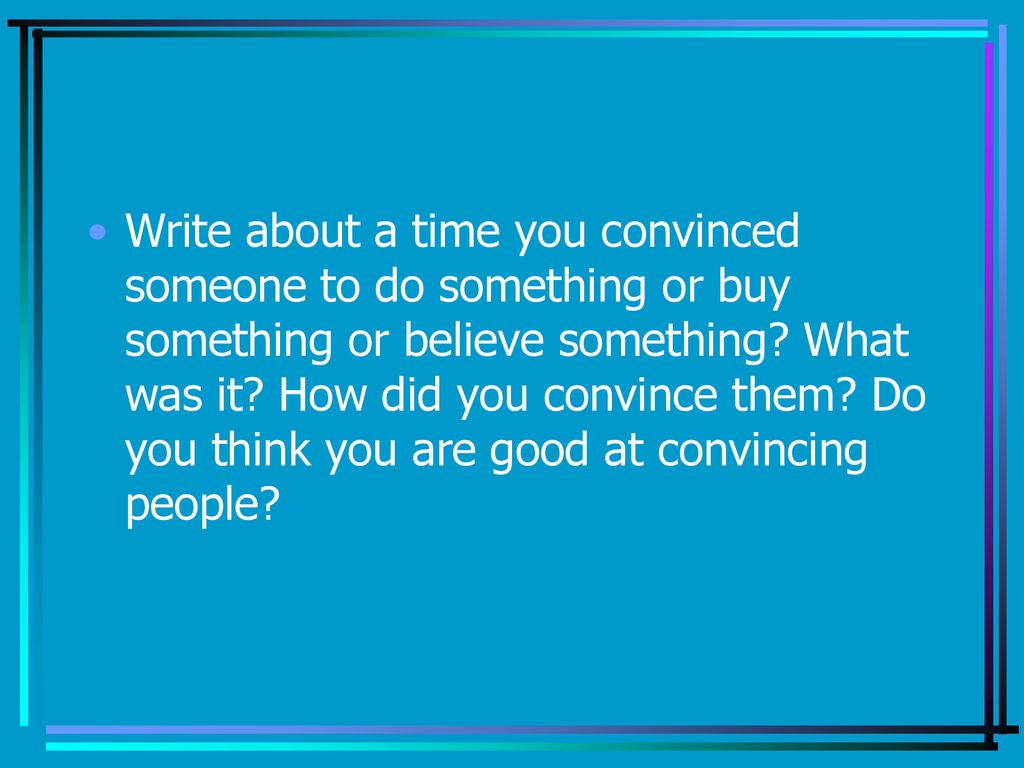 • Write about a time you convinced
someone to do something or buy
something or believe something? What
was it? How did you convince them? Do
you think you are good at convincing
people?